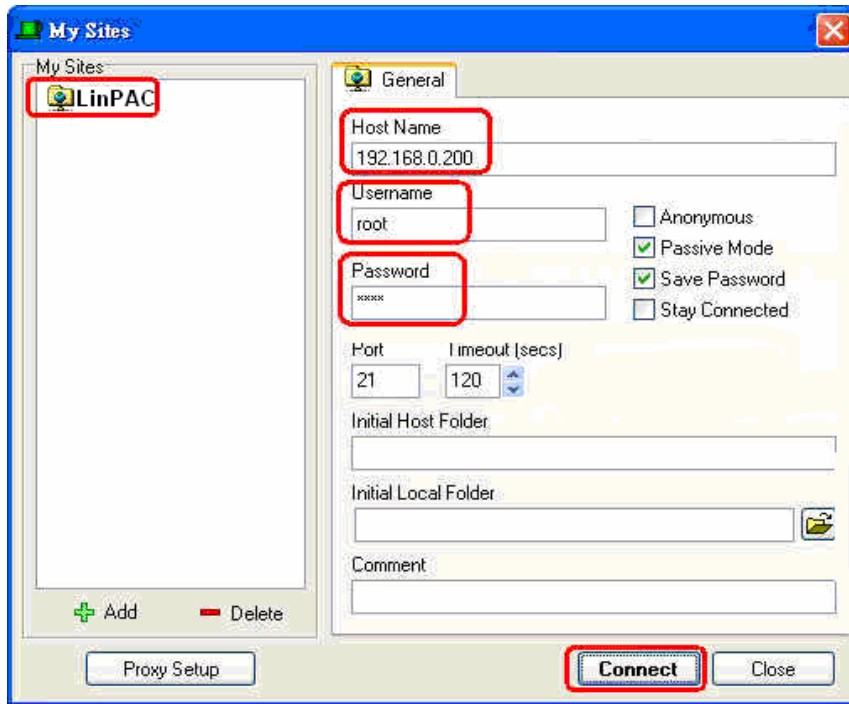 My Sites
My Sites
LinPAC
General
Host Name
192.168.0.200
Username
root
Anonymous
Passive Mode
Password
****
Save Password
Stay Connected
Port
Timeout (secs)
21
120
Initial Host Folder
Initial Local Folder
Comment
Add
Delete
Proxy Setup
Connect
Close